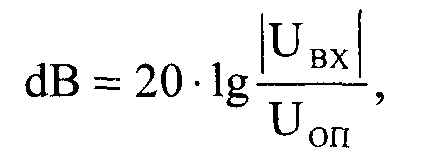 dB = 20 · lg |U_ВХ| / U_ОП,